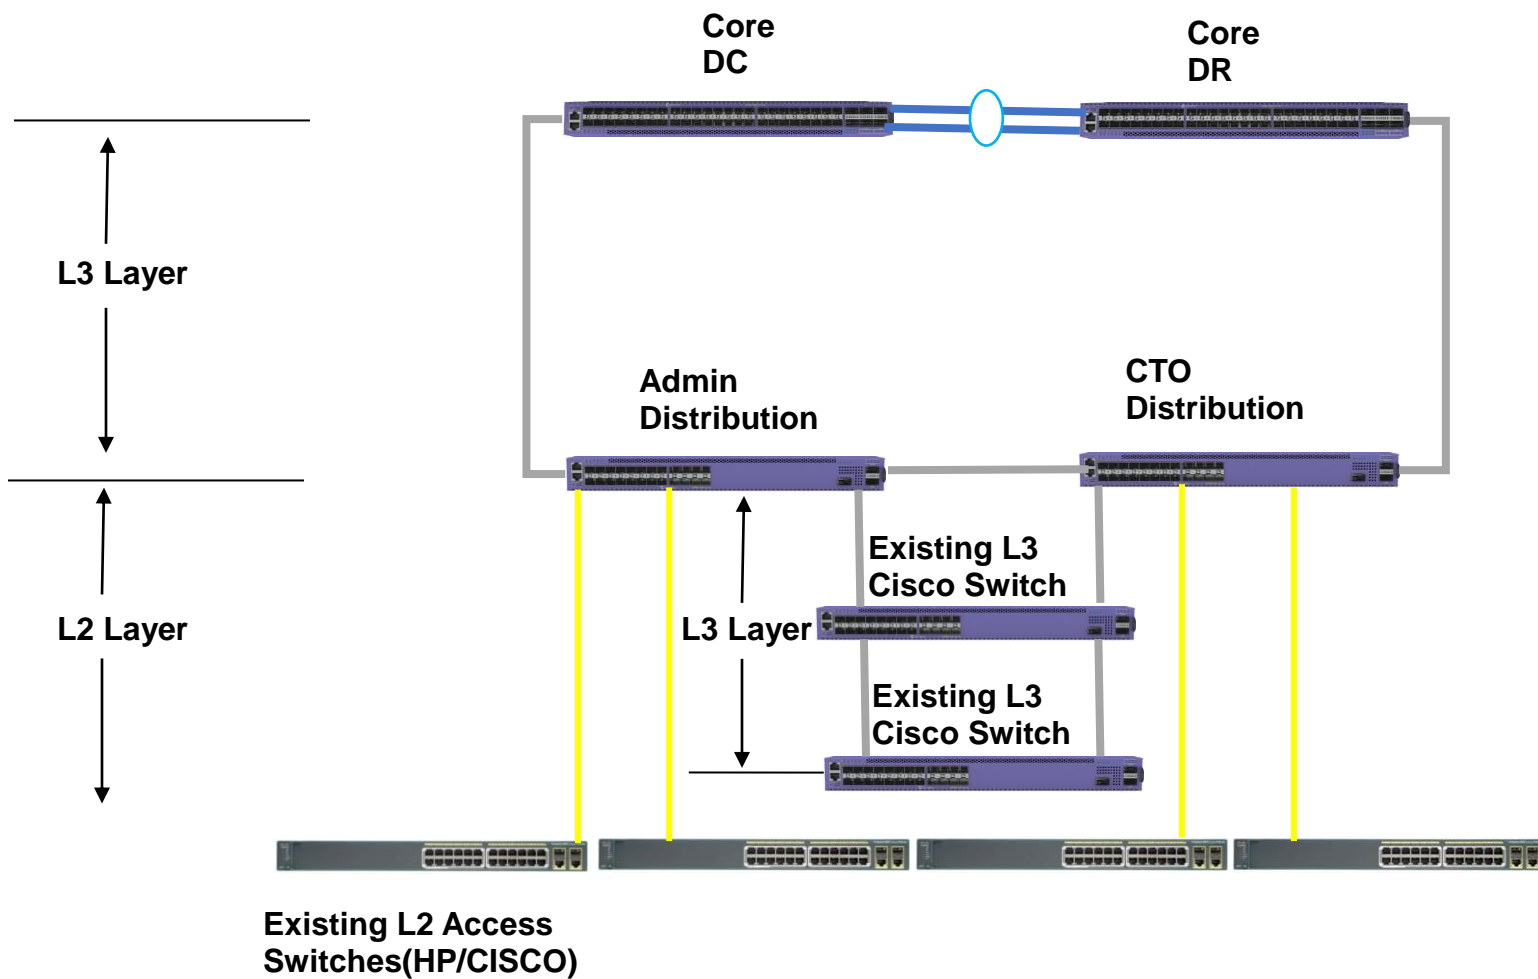 Core
DC
Core
DR
L3 Layer
Admin
Distribution
CTO
Distribution
Existing L3
Cisco Switch
L2 Layer
L3 Layer
Existing L3
Cisco Switch
Existing L2 Access
Switches(HP/CISCO)